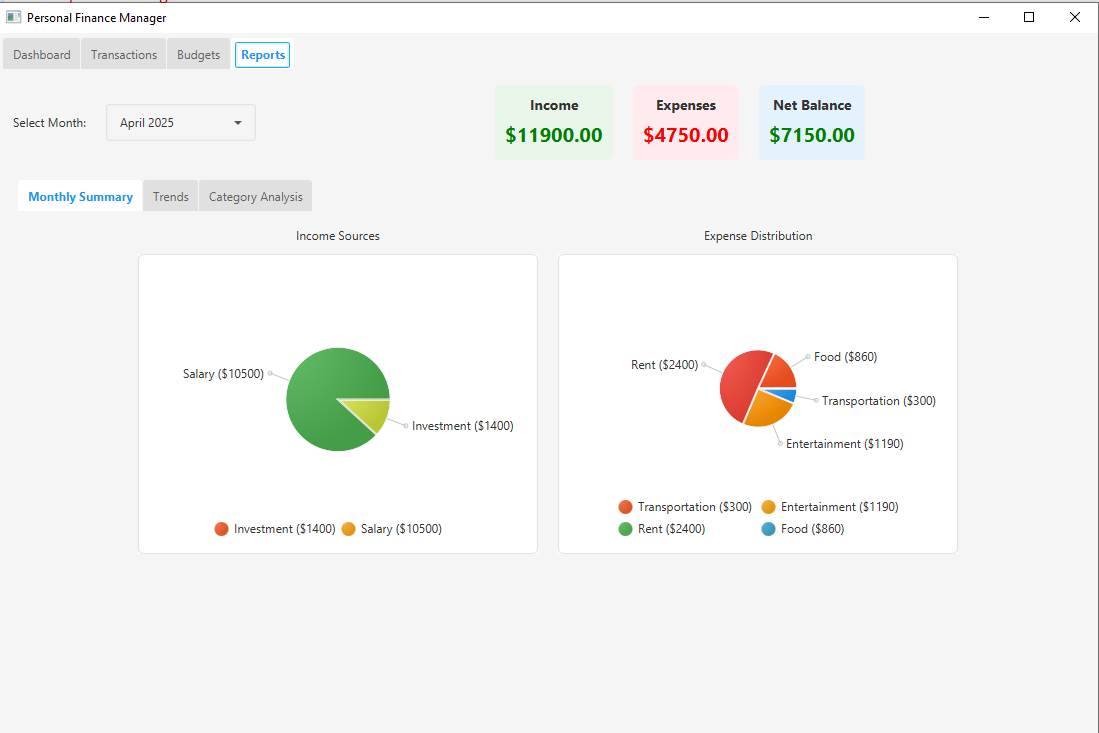 Personal Finance Manager
Dashboard Transactions Budgets Reports
Select Month: April 2025
Income Expenses Net Balance
$11900.00 $4750.00 $7150.00
Monthly Summary Trends Category Analysis
Income Sources
Salary ($10500)
Investment ($1400)
Investment ($1400) Salary ($10500)
Expense Distribution
Food ($860)
Rent ($2400)
Transportation ($300)
Entertainment ($1190)
Transportation ($300) Entertainment ($1190)
Rent ($2400) Food ($860)